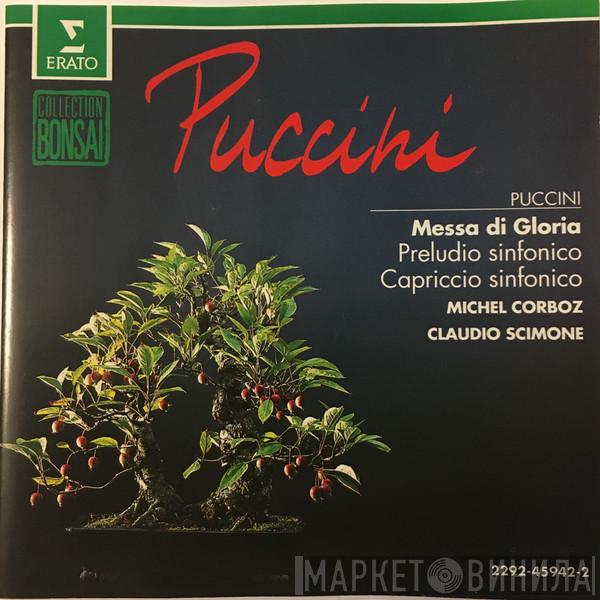 ERATO
COLLECTION
BONSAI
Puccini
PUCCINI
Messa di Gloria
Preludio sinfonico
Capriccio sinfonico
MICHEL CORBOZ
CLAUDIO SCIMONE
2292-45942-2
МАРКЕТ ВИНИЛА